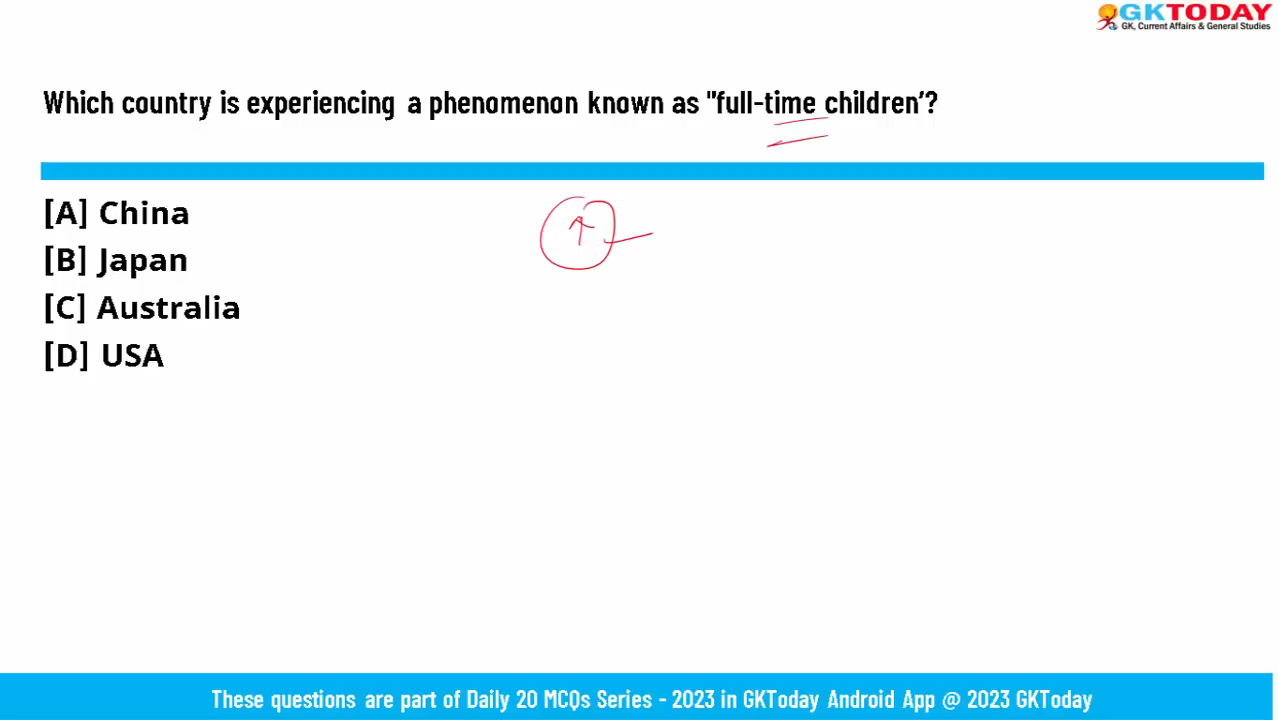 GKTODAY
GK, Current Affairs & General Studies
Which country is experiencing a phenomenon known as "full-time children’?
[A] China
[B] Japan
[C] Australia
[D] USA
These questions are part of Daily 20 MCQs Series - 2023 in GKToday Android App @ 2023 GKToday